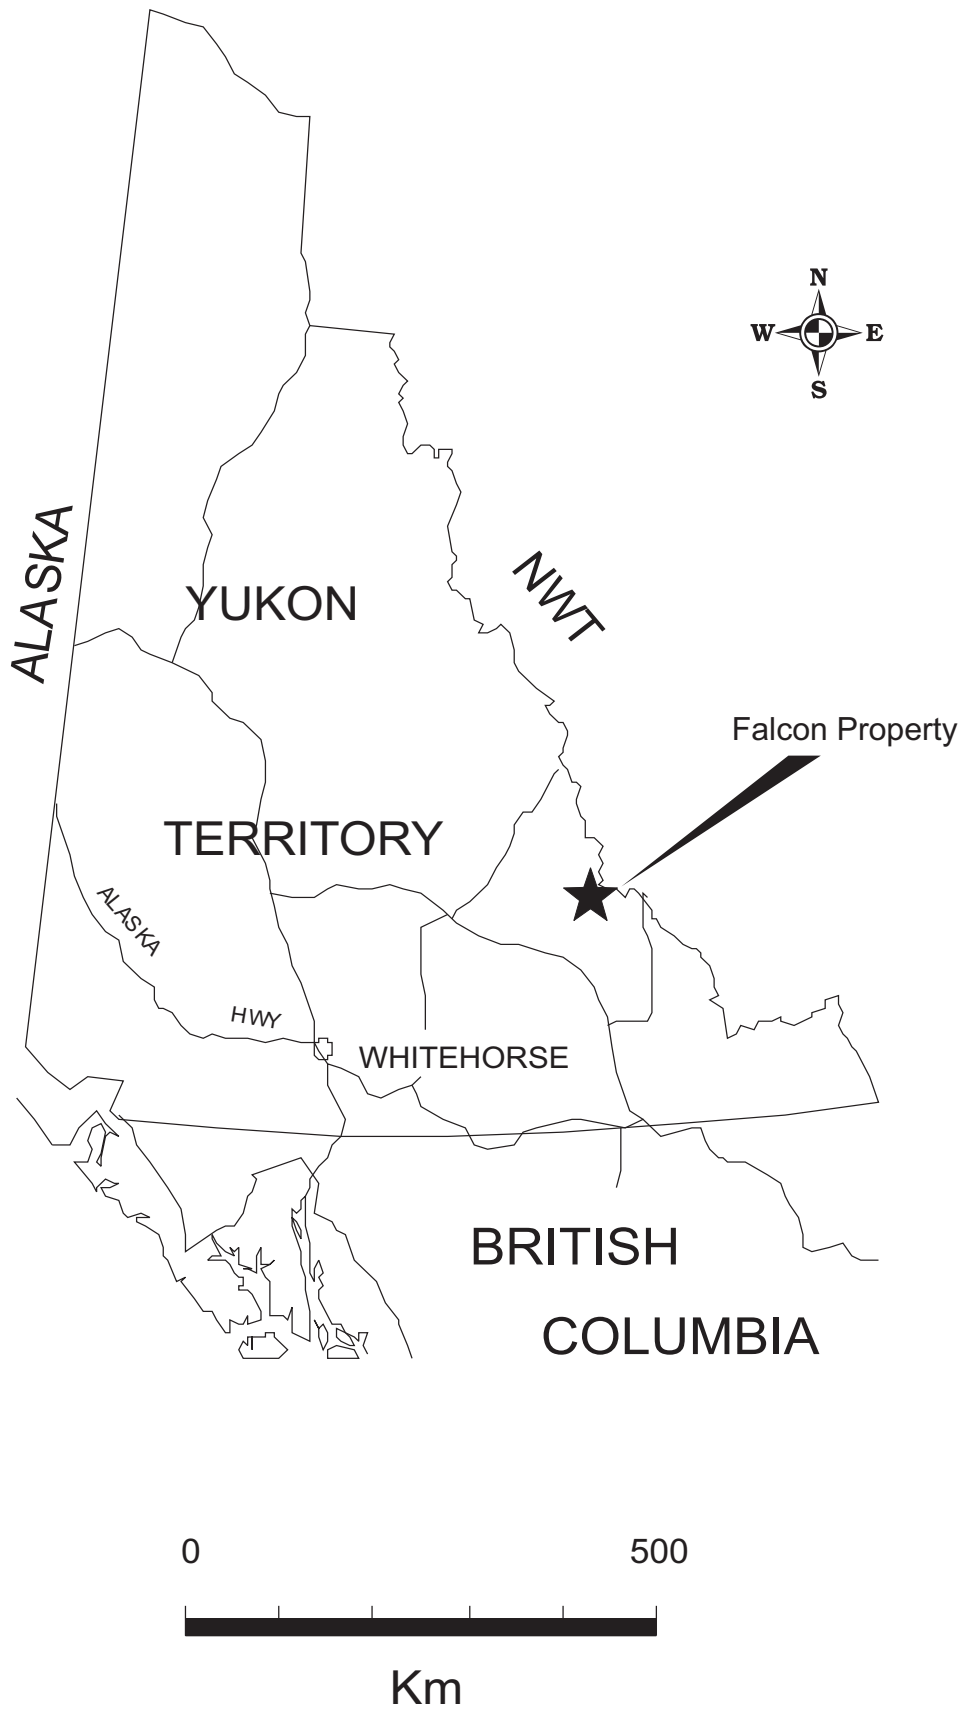 N
W E
S
ALASKA
YUKON
NWT
Falcon Property
TERRITORY
ALASKA
HWY
WHITEHORSE
BRITISH
COLUMBIA
0 500
Km